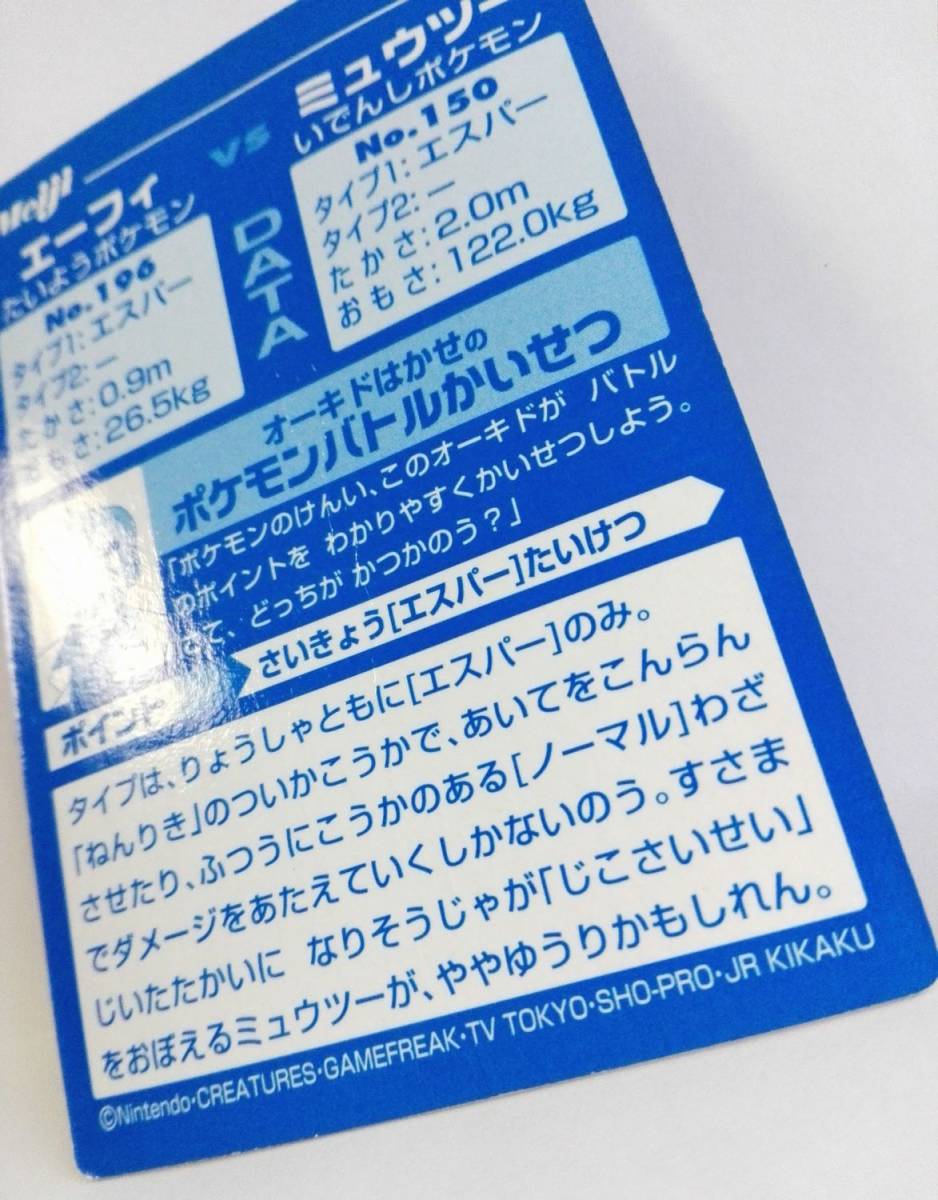 Meiji
エーフィ
たいようポケモン
No.196
タイプ1:エスパー
タイプ2:—
たかさ:0.9m
さ:26.5kg
VS
DATA
ミュウツー
いでんしポケモン
No.150
タイプ1:エスパー
タイプ2:—
たかさ:2.0m
おもさ:122.0kg
オーキドはかせの
ポケモンバトルかいせつ
「ポケモンのけんい、このオーキドが バトル
のポイントを わかりやすくかいせつしよう。
て、どっちが かつかのう?」
ポイント
さいきょう[エスパー]たいけつ
タイプは、りょうしゃともに[エスパー]のみ。
「ねんりき」のついかこうかで、あいてをこんらん
させたり、ふつうにこうかのある[ノーマル]わざ
でダメージをあたえていくしかないのう。すさま
じいたたかいに なりそうじゃが「じこさいせい」
をおぼえるミュウツーが、ややゆうりかもしれん。
©Nintendo・CREATURES・GAMEFREAK・TV TOKYO・SHO-PRO・JR KIKAKU